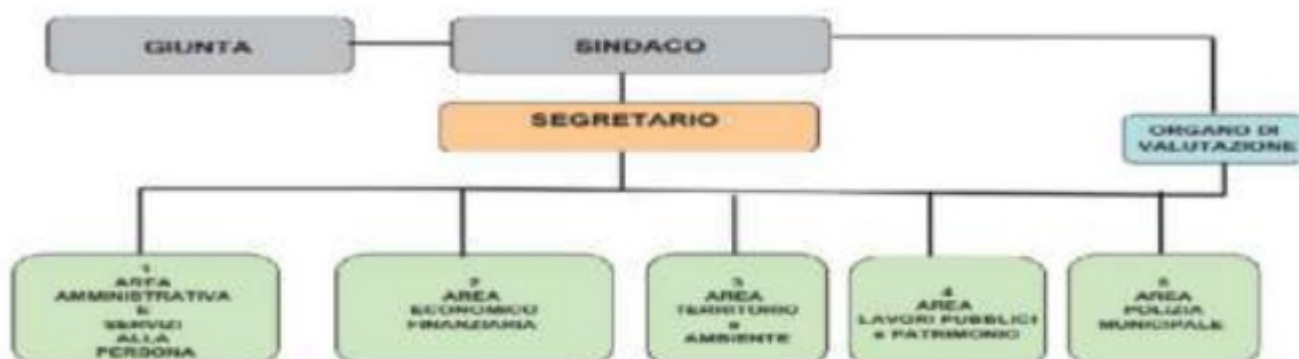 GIUNTA
SINDACO
SEGRETARIO
ORGANO DI
VALUTAZIONE
1
AREA
AMMINISTRATIVA
E
SERVIZI
ALLA
PERSONA
2
AREA
ECONOMICO
FINANZIARIA
3
AREA
TERRITORIO
e
AMBIENTE
4
AREA
LAVORI PUBBLICI
e PATRIMONIO
5
AREA
POLIZIA
MUNICIPALE